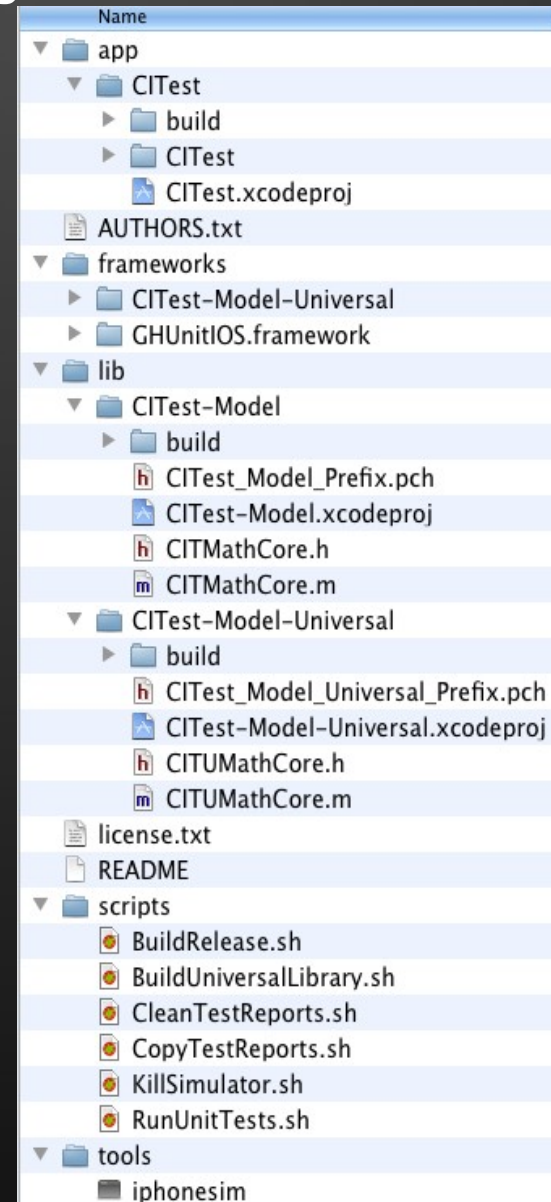 Name
app
CITest
build
CITest
CITest.xcodeproj
AUTHORS.txt
frameworks
CITest-Model-Universal
GHUnitIOS.framework
lib
CITest-Model
build
CITest_Model_Prefix.pch
CITest-Model.xcodeproj
CITMathCore.h
CITMathCore.m
CITest-Model-Universal
build
CITest_Model_Universal_Prefix.pch
CITest-Model-Universal.xcodeproj
CITUMathCore.h
CITUMathCore.m
license.txt
README
scripts
BuildRelease.sh
BuildUniversalLibrary.sh
CleanTestReports.sh
CopyTestReports.sh
KillSimulator.sh
RunUnitTests.sh
tools
iphonesim